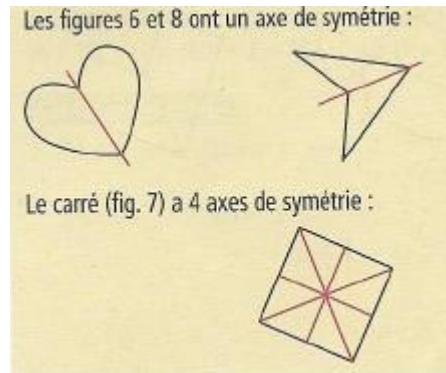 Les figures 6 et 8 ont un axe de symétrie :
Le carré (fig. 7) a 4 axes de symétrie :